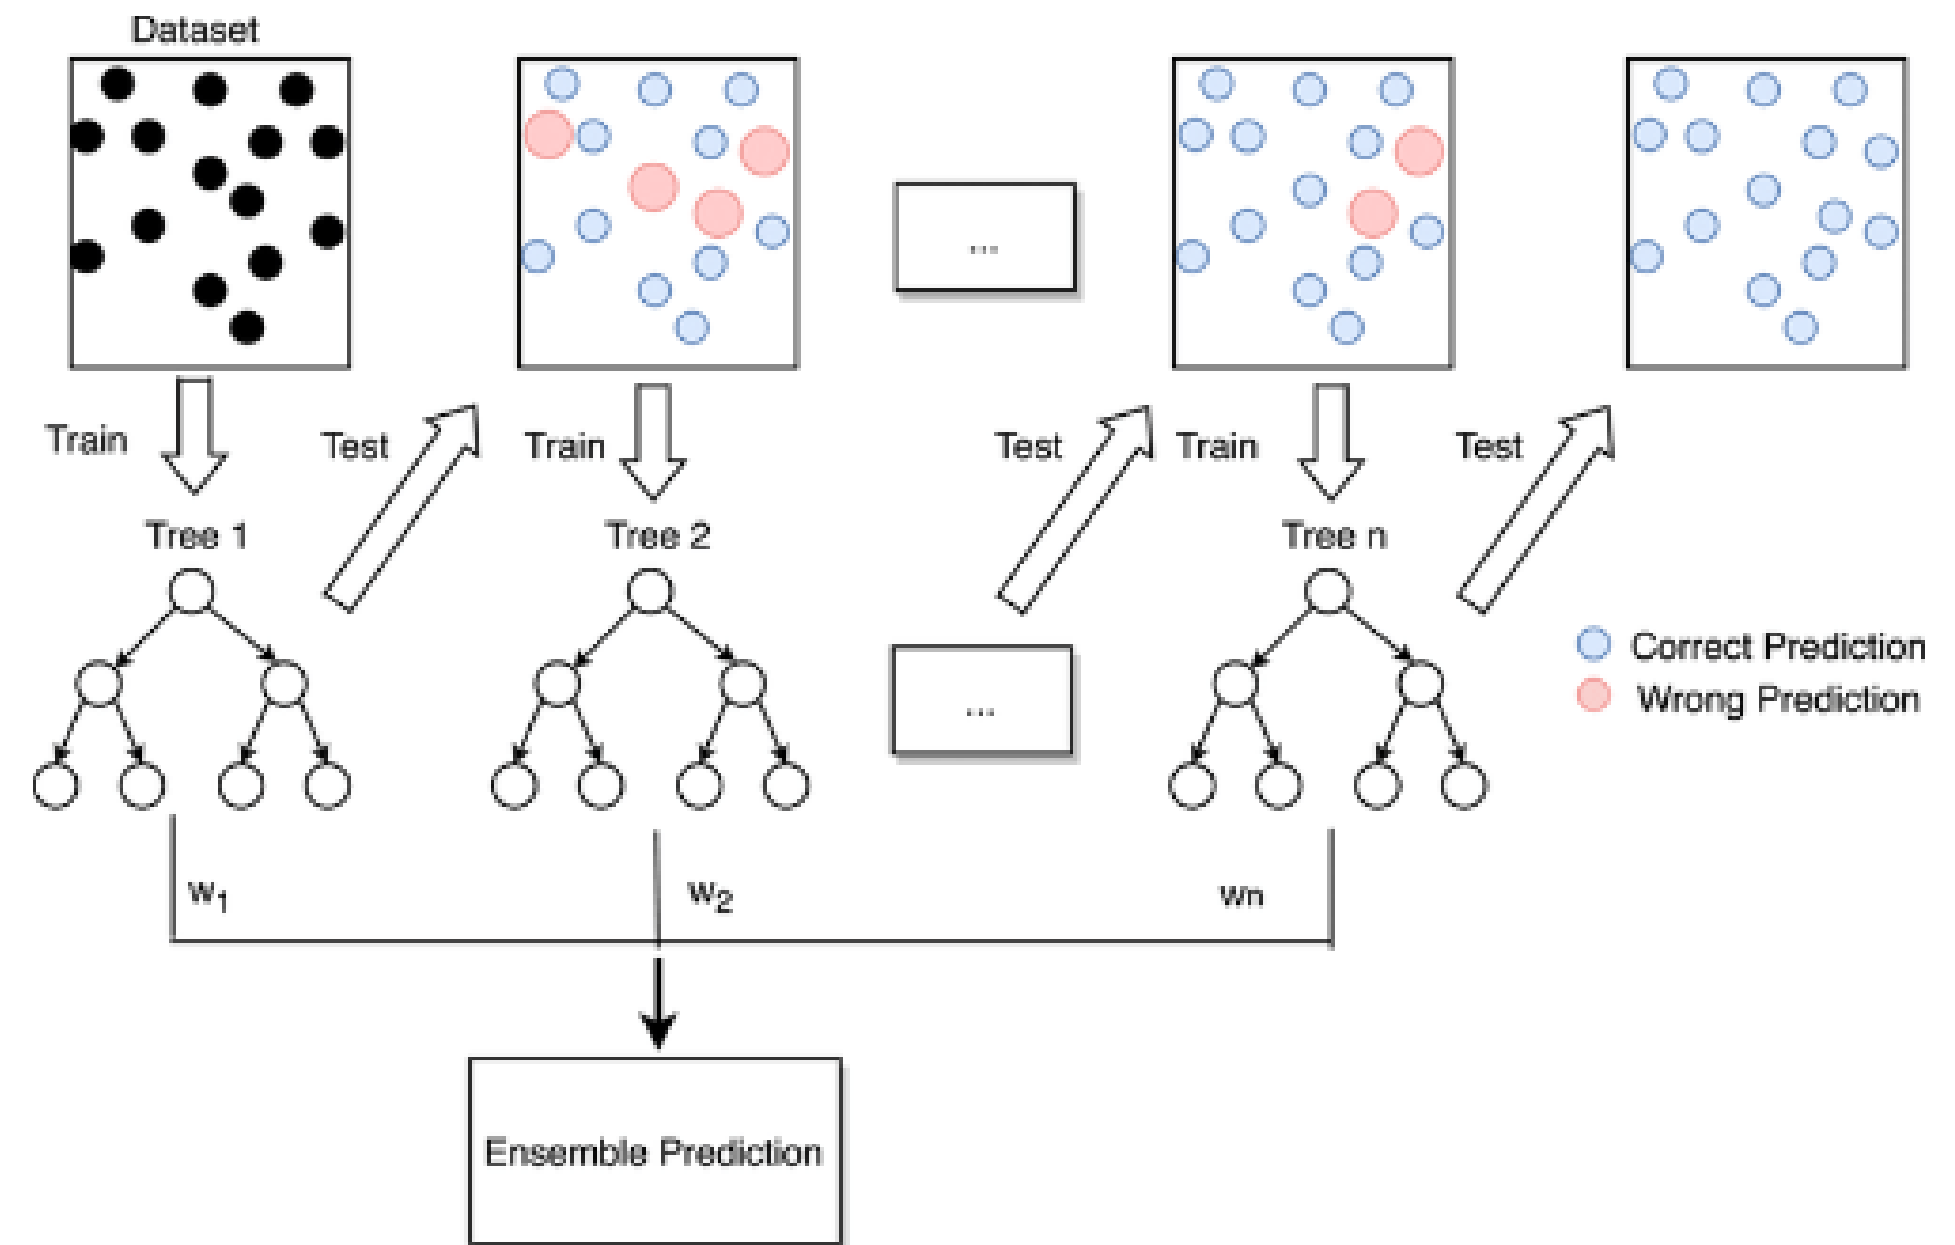 Dataset
...
Train
Test
Train
Test
Train
Test
Tree 1
Tree 2
Tree n
...
Correct Prediction
Wrong Prediction
w₁
w₂
wn
Ensemble Prediction